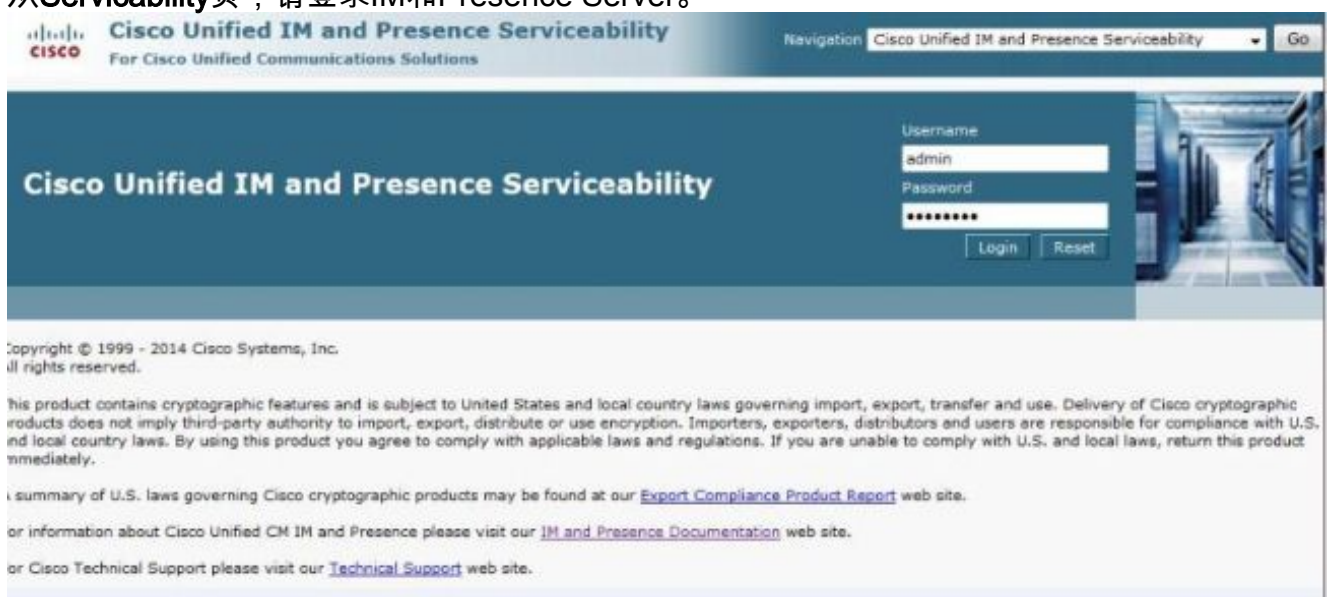 从Serviceability页，请登录IM和Presence Server。
CISCO
Cisco Unified IM and Presence Serviceability
For Cisco Unified Communications Solutions
Navigation Cisco Unified IM and Presence Serviceability Go
Cisco Unified IM and Presence Serviceability
Username
admin
Password
Login Reset
Copyright © 1999 - 2014 Cisco Systems, Inc.
All rights reserved.
This product contains cryptographic features and is subject to United States and local country laws governing import, export, transfer and use. Delivery of Cisco cryptographic
products does not imply third-party authority to import, export, distribute or use encryption. Importers, exporters, distributors and users are responsible for compliance with U.S.
and local country laws. By using this product you agree to comply with applicable laws and regulations. If you are unable to comply with U.S. and local laws, return this product
immediately.
A summary of U.S. laws governing Cisco cryptographic products may be found at our Export Compliance Product Report web site.
For information about Cisco Unified CM IM and Presence please visit our IM and Presence Documentation web site.
For Cisco Technical Support please visit our Technical Support web site.